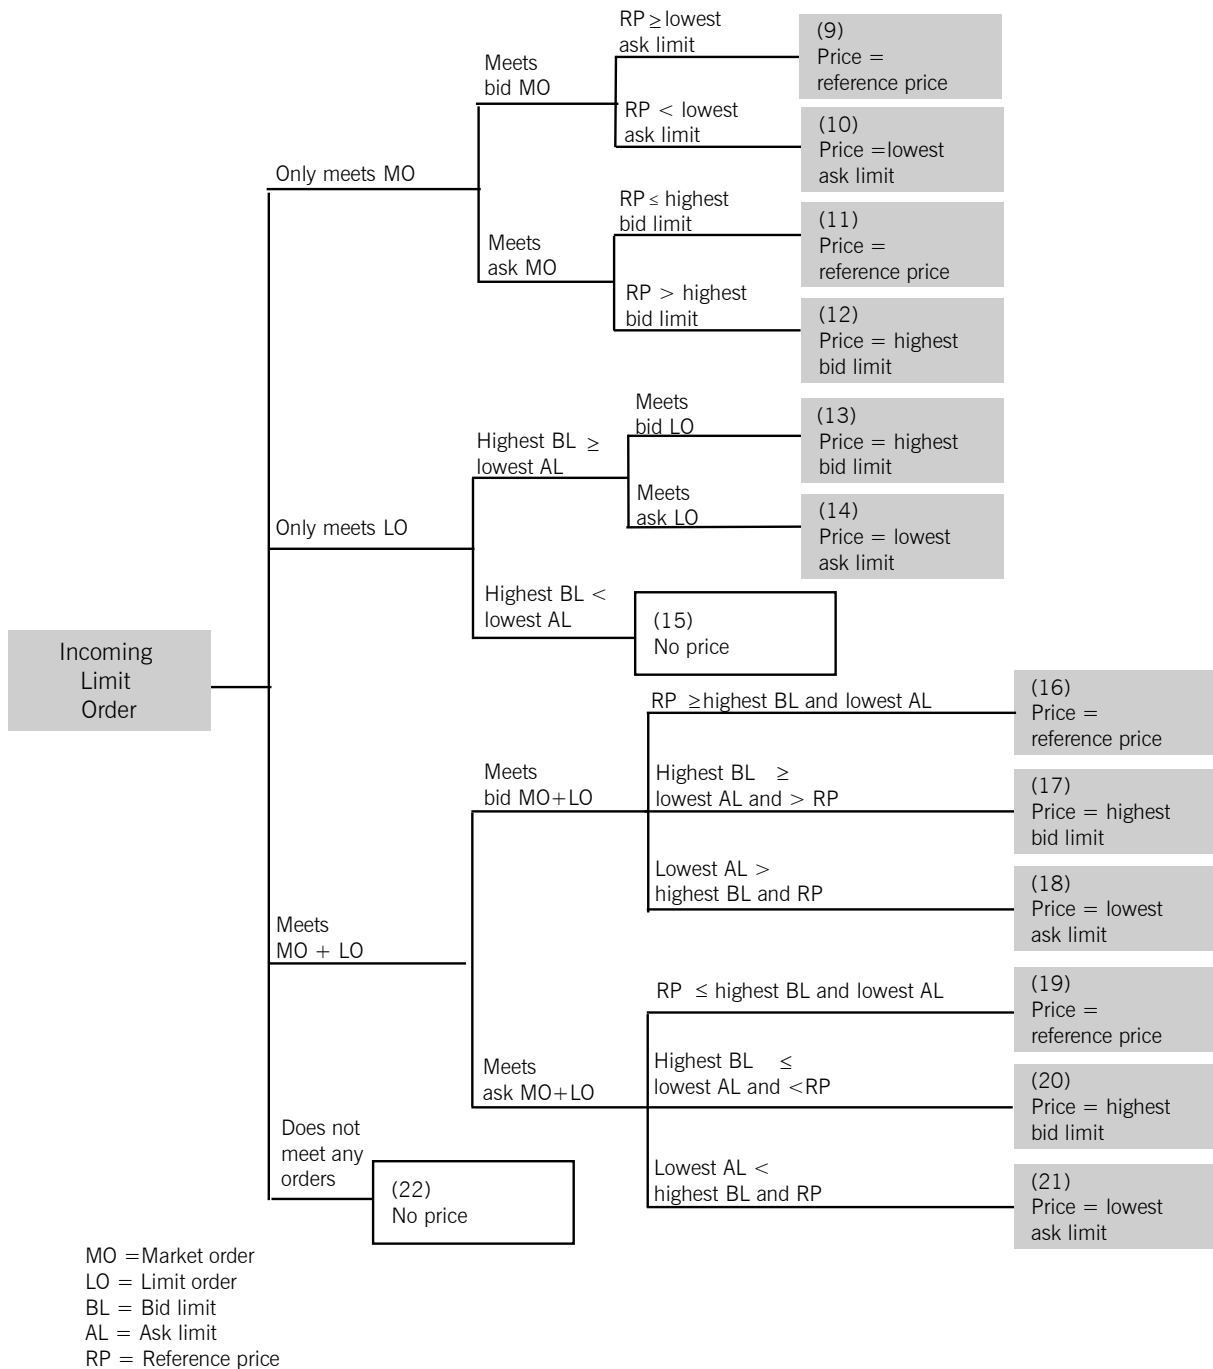 RP ≥ lowest
ask limit
(9)
Price =
reference price
Meets
bid MO
RP < lowest
ask limit
(10)
Price =lowest
ask limit
Only meets MO
RP ≤ highest
bid limit
(11)
Price =
reference price
Meets
ask MO
RP > highest
bid limit
(12)
Price = highest
bid limit
Meets
bid LO
(13)
Price = highest
bid limit
Highest BL ≥
lowest AL
Meets
ask LO
(14)
Price = lowest
ask limit
Only meets LO
Highest BL <
lowest AL
(15)
No price
Incoming
Limit
Order
RP ≥highest BL and lowest AL
(16)
Price =
reference price
Meets
bid MO+LO
Highest BL ≥
lowest AL and > RP
(17)
Price = highest
bid limit
Lowest AL >
highest BL and RP
(18)
Price = lowest
ask limit
Meets
MO + LO
RP ≤ highest BL and lowest AL
(19)
Price =
reference price
Meets
ask MO+LO
Highest BL ≤
lowest AL and <RP
(20)
Price = highest
bid limit
Lowest AL <
highest BL and RP
(21)
Price = lowest
ask limit
Does not
meet any
orders
(22)
No price
MO =Market order
LO = Limit order
BL = Bid limit
AL = Ask limit
RP = Reference price